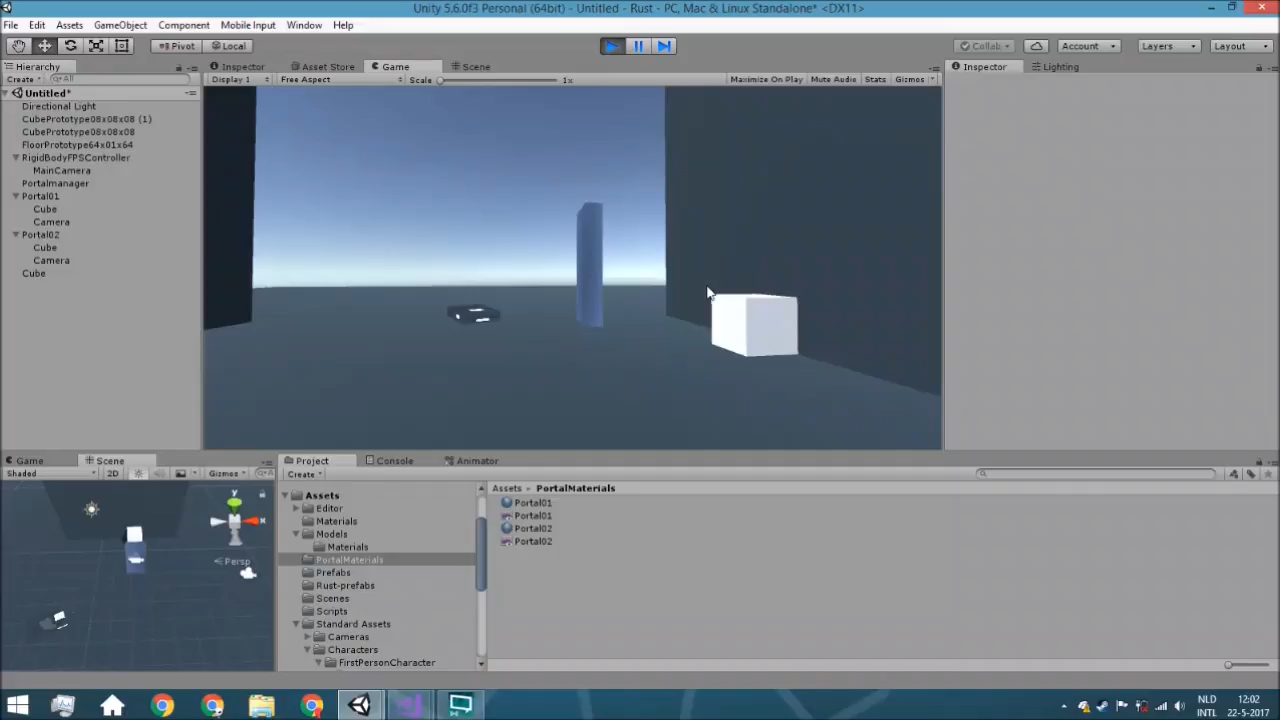 Unity 5.6.0f3 Personal (64bit) - Untitled - Rust - PC, Mac & Linux Standalone* <DX11>
File Edit Assets GameObject Component Mobile Input Window Help
Pivot Local Collab Account Layers Layout
Hierarchy Inspector Asset Store Game Scene Inspector Lighting
Create All Display 1 Free Aspect Scale 1x Maximize On Play Mute Audio Stats Gizmos
Untitled*
Directional Light
CubePrototype08x08x08 (1)
CubePrototype08x08x08
FloorPrototype64x01x64
RigidBodyFPSController
MainCamera
Portalmanager
Portal01
Cube
Camera
Portal02
Cube
Camera
Cube
Game Scene Project Console Animator
Shaded 2D Gizmos Create
Assets PortalMaterials
y
x
Persp
Assets
Editor
Materials
Models
Materials
PortalMaterials
Prefabs
Rust-prefabs
Scenes
Scripts
Standard Assets
Cameras
Characters
FirstPersonCharacter
Portal01
Portal01
Portal02
Portal02
NLD 12:02
INTL 22-5-2017